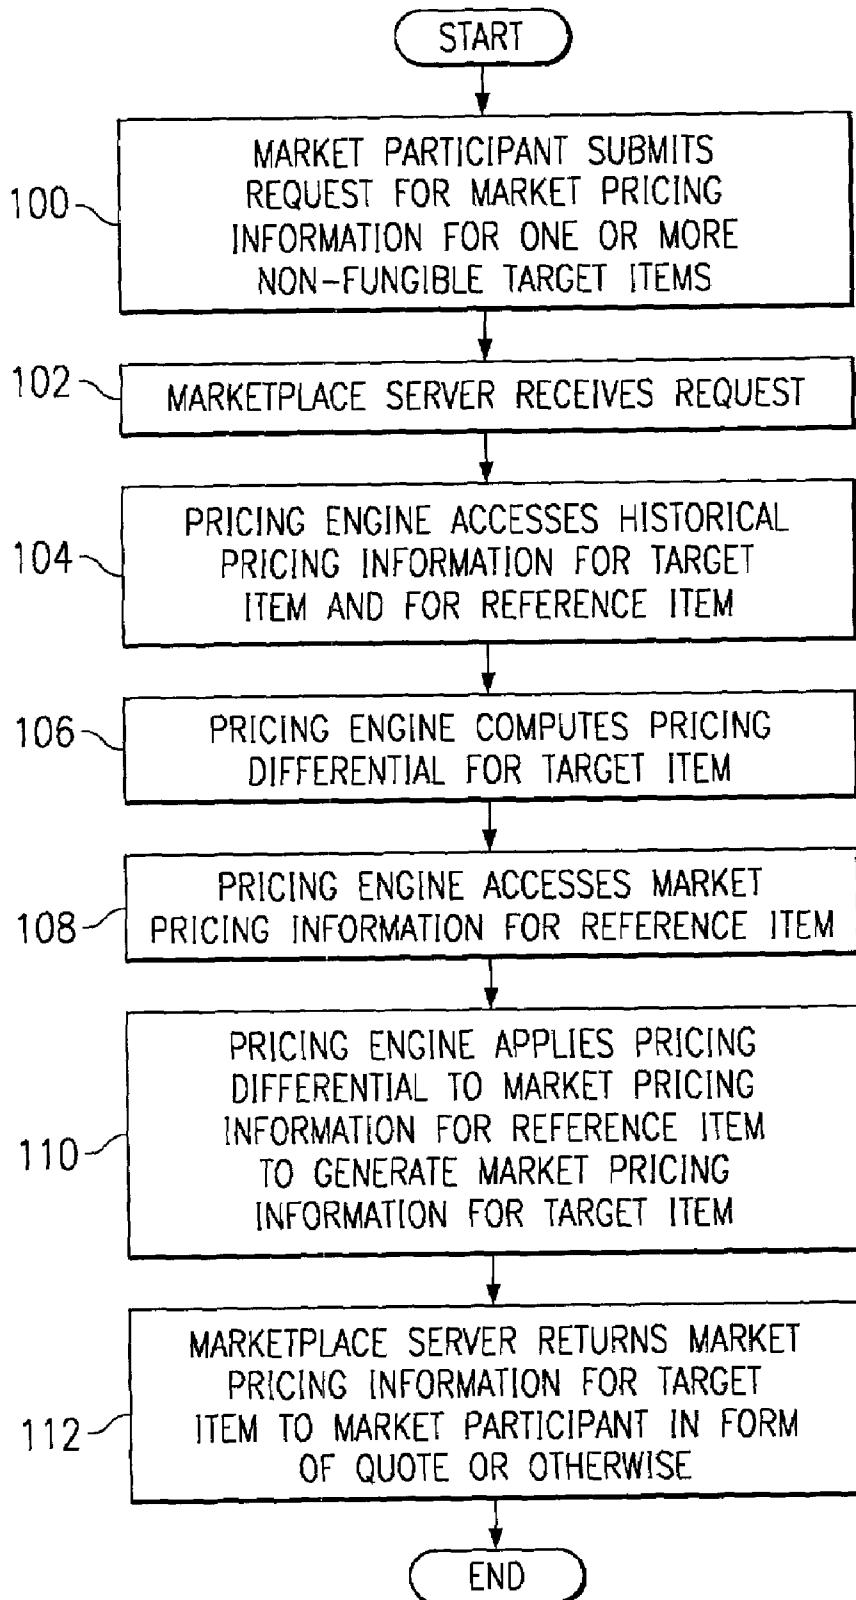 START
100
MARKET PARTICIPANT SUBMITS
REQUEST FOR MARKET PRICING
INFORMATION FOR ONE OR MORE
NON-FUNGIBLE TARGET ITEMS
102
MARKETPLACE SERVER RECEIVES REQUEST
104
PRICING ENGINE ACCESSES HISTORICAL
PRICING INFORMATION FOR TARGET
ITEM AND FOR REFERENCE ITEM
106
PRICING ENGINE COMPUTES PRICING
DIFFERENTIAL FOR TARGET ITEM
108
PRICING ENGINE ACCESSES MARKET
PRICING INFORMATION FOR REFERENCE ITEM
110
PRICING ENGINE APPLIES PRICING
DIFFERENTIAL TO MARKET PRICING
INFORMATION FOR REFERENCE ITEM
TO GENERATE MARKET PRICING
INFORMATION FOR TARGET ITEM
112
MARKETPLACE SERVER RETURNS MARKET
PRICING INFORMATION FOR TARGET
ITEM TO MARKET PARTICIPANT IN FORM
OF QUOTE OR OTHERWISE
END